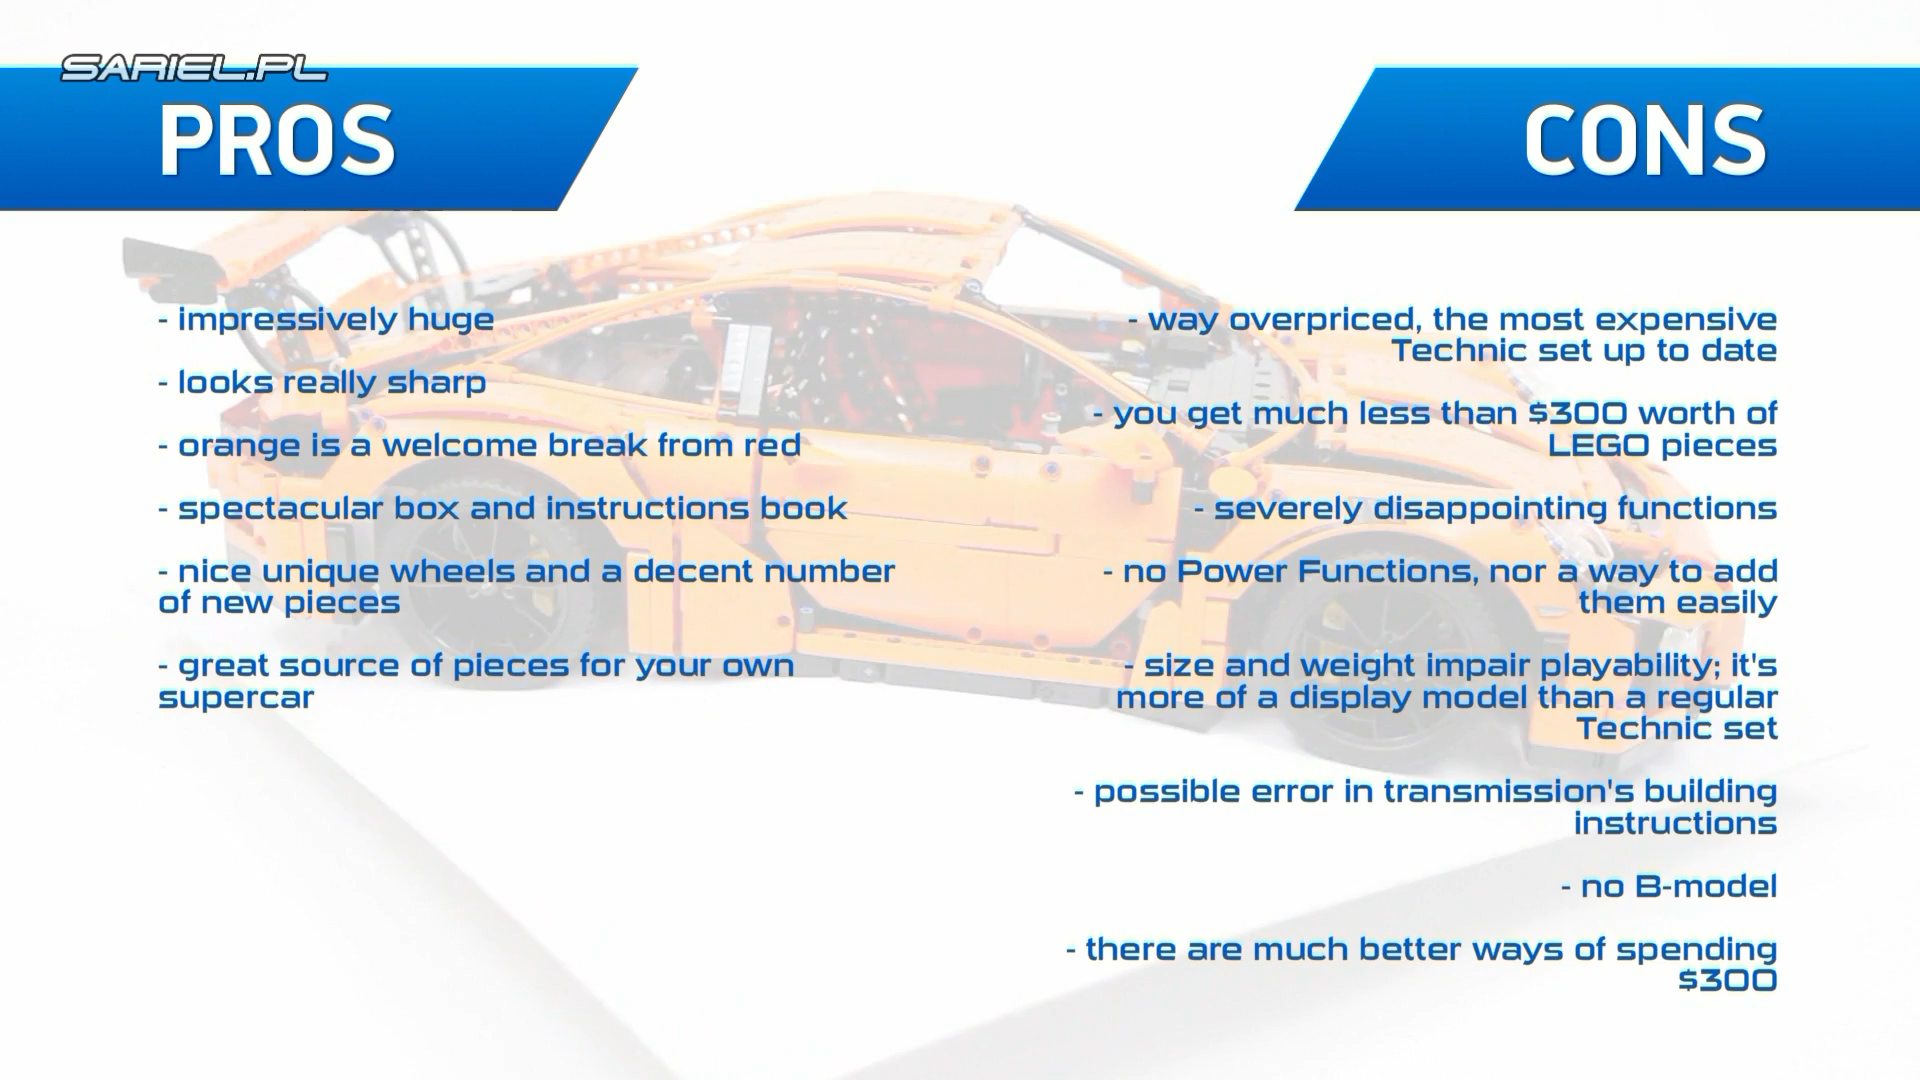 SARIEL.PL
PROS
- impressively huge
- looks really sharp
- orange is a welcome break from red
- spectacular box and instructions book
- nice unique wheels and a decent number
of new pieces
- great source of pieces for your own
supercar
CONS
- way overpriced, the most expensive
Technic set up to date
- you get much less than $300 worth of
LEGO pieces
- severely disappointing functions
- no Power Functions, nor a way to add
them easily
- size and weight impair playability; it's
more of a display model than a regular
Technic set
- possible error in transmission's building
instructions
- no B-model
- there are much better ways of spending
$300